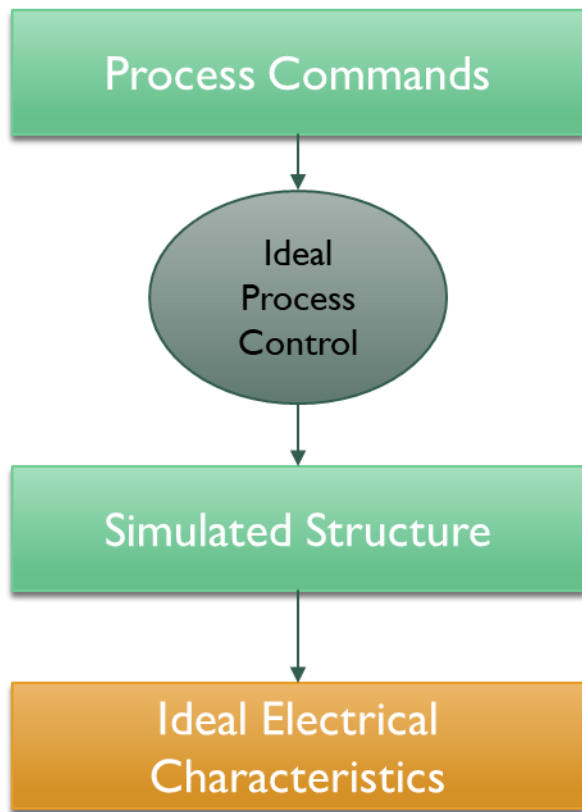 Process Commands
Ideal
Process
Control
Simulated Structure
Ideal Electrical
Characteristics